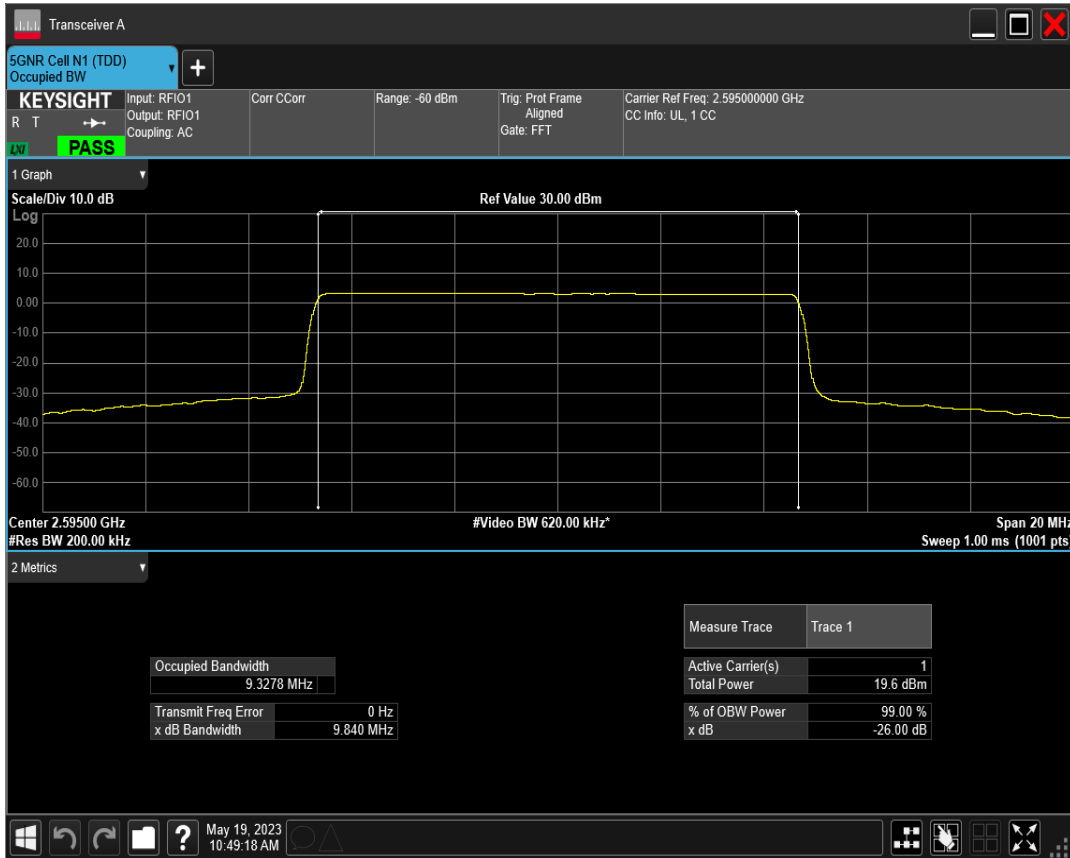 Transceiver A
5GNR Cell N1 (TDD)
Occupied BW
+
KEYSIGHT
R T
LXI
PASS
Input: RFIO1
Output: RFIO1
Coupling: AC
Corr CCorr
Range: -60 dBm
Trig: Prot Frame
Aligned
Gate: FFT
Carrier Ref Freq: 2.595000000 GHz
CC Info: UL, 1 CC
1 Graph
Scale/Div 10.0 dB
Ref Value 30.00 dBm
Log
20.0
10.0
0.00
-10.0
-20.0
-30.0
-40.0
-50.0
-60.0
Center 2.59500 GHz
#Video BW 620.00 kHz*
Span 20 MHz
#Res BW 200.00 kHz
Sweep 1.00 ms (1001 pts)
2 Metrics
Measure Trace Trace 1
Occupied Bandwidth
9.3278 MHz
Active Carrier(s) 1
Total Power 19.6 dBm
Transmit Freq Error 0 Hz
x dB Bandwidth 9.840 MHz
% of OBW Power 99.00 %
x dB -26.00 dB
?
May 19, 2023
10:49:18 AM